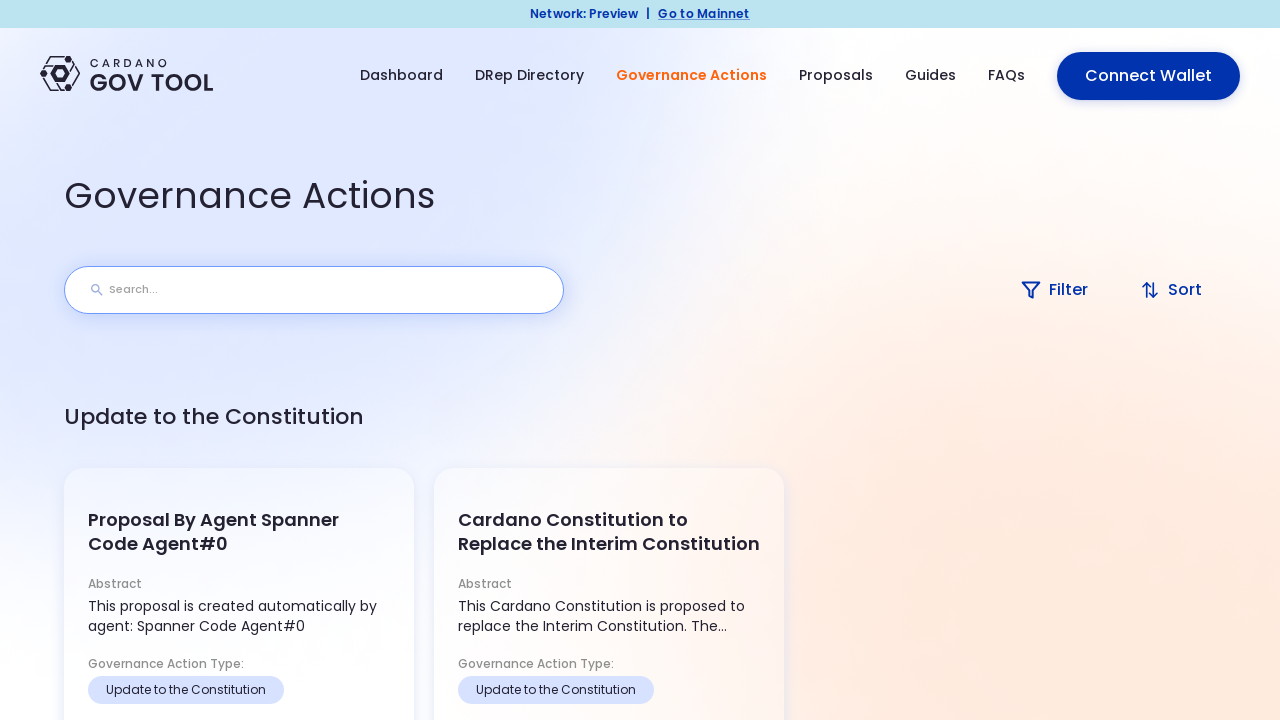 Network: Preview | Go to Mainnet
CARDANO
GOV TOOL
Dashboard
DRep Directory
Governance Actions
Proposals
Guides
FAQs
Connect Wallet
Governance Actions
Search...
Filter
Sort
Update to the Constitution
Proposal By Agent Spanner
Code Agent#0
Abstract
This proposal is created automatically by
agent: Spanner Code Agent#0
Governance Action Type:
Update to the Constitution
Cardano Constitution to
Replace the Interim Constitution
Abstract
This Cardano Constitution is proposed to
replace the Interim Constitution. The...
Governance Action Type:
Update to the Constitution